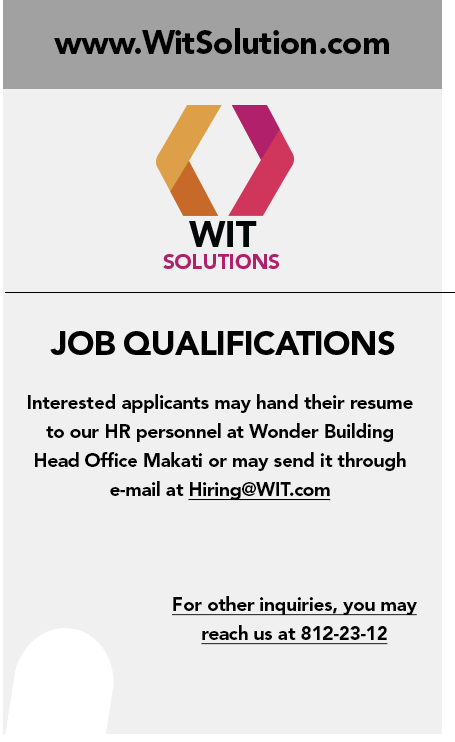 www.WitSolution.com
WIT
SOLUTIONS
JOB QUALIFICATIONS
Interested applicants may hand their resume
to our HR personnel at Wonder Building
Head Office Makati or may send it through
e-mail at Hiring@WIT.com
For other inquiries, you may
reach us at 812-23-12